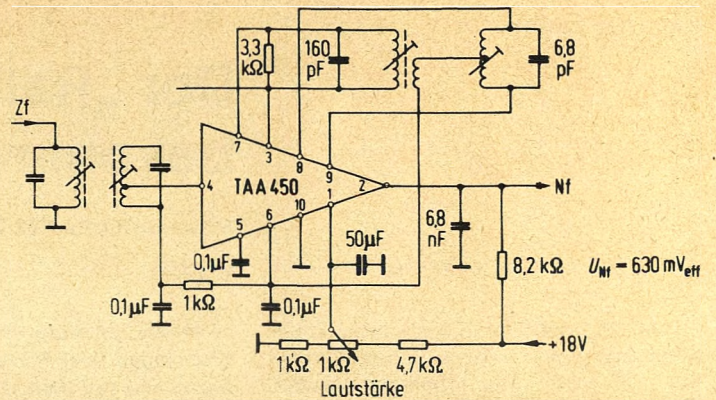 3,3
kΩ
160
pF
6,8
pF
Zf
7
3
8
9
4
TAA 450
2
Nf
5
6
10
1
0,1µF
50µF
6,8
nF
8,2 kΩ
U_Nf = 630 mV_eff
0,1µF
1kΩ
0,1µF
1kΩ
1kΩ
4,7kΩ
+18V
Lautstärke